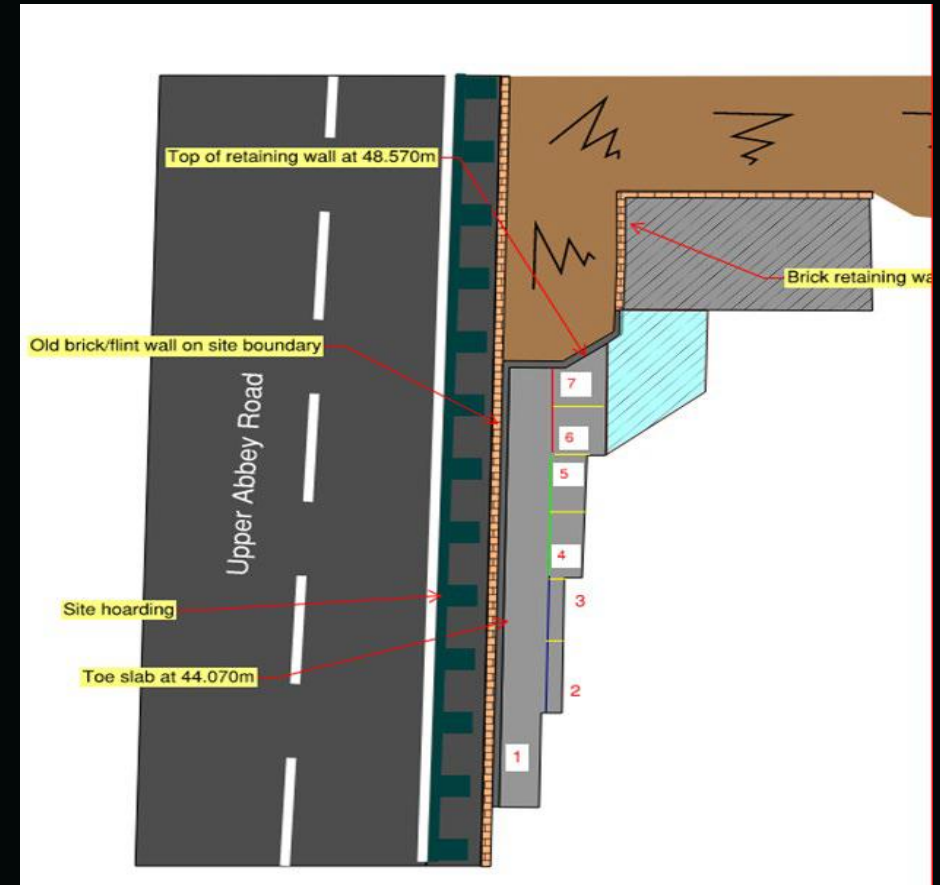 Top of retaining wall at 48.570m
Brick retaining wa
Old brick/flint wall on site boundary
Upper Abbey Road
7
6
5
4
Site hoarding
3
Toe slab at 44.070m
2
1